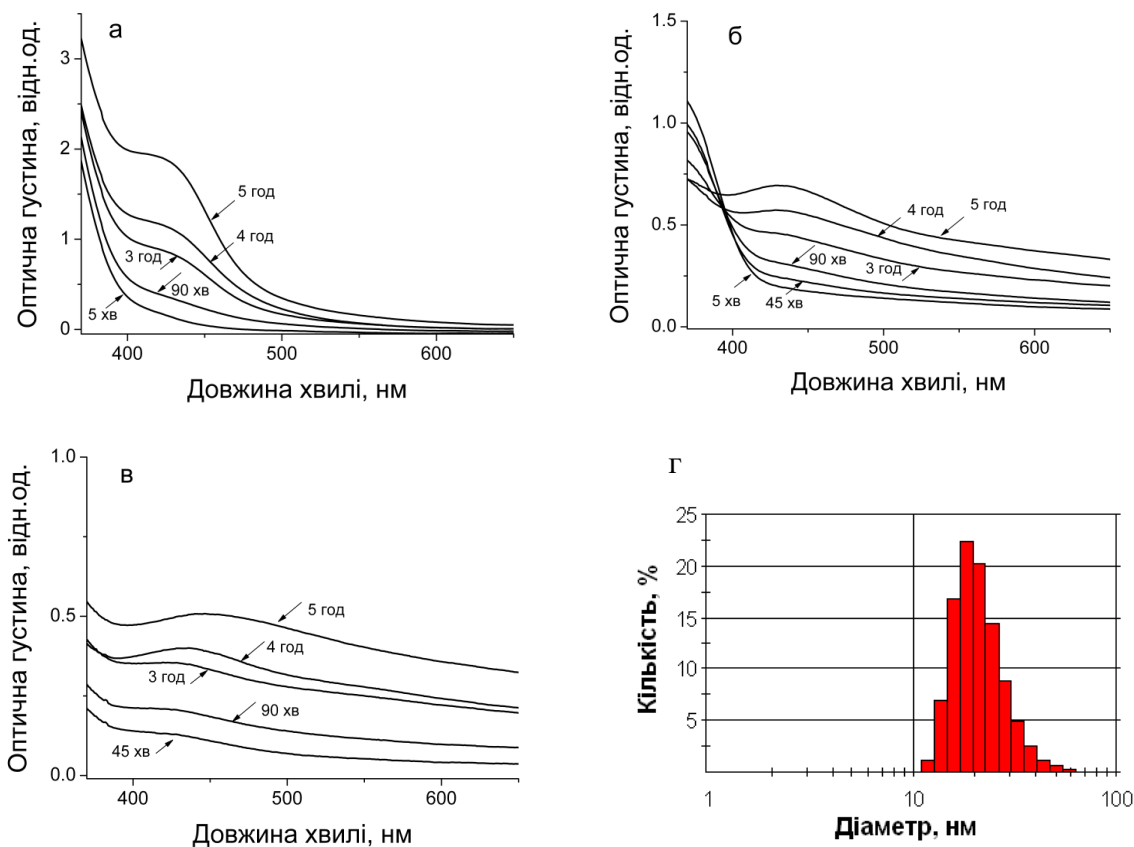 а
Оптична густина, відн.од.
3
2
1
0
5 год
4 год
3 год
90 хв
5 хв
400
500
600
Довжина хвилі, нм
б
Оптична густина, відн.од.
1.5
1.0
0.5
0.0
4 год
5 год
90 хв
3 год
5 хв
45 хв
400
500
600
Довжина хвилі, нм
в
Оптична густина, відн.од.
1.0
0.5
0.0
5 год
4 год
3 год
90 хв
45 хв
400
500
600
Довжина хвилі, нм
г
Кількість, %
25
20
15
10
5
1
10
100
Діаметр, нм